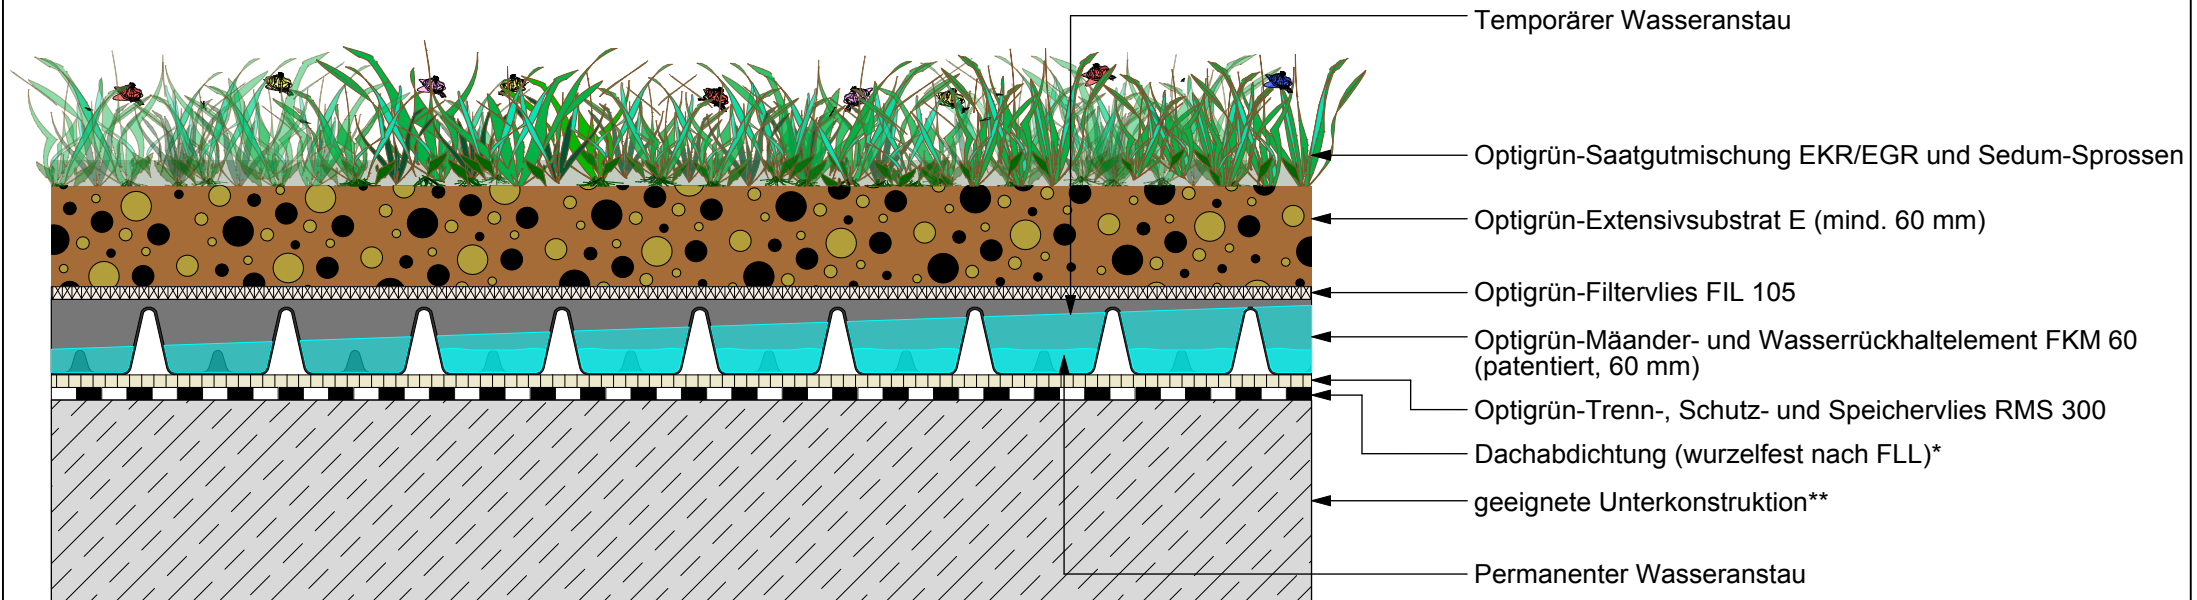 Temporärer Wasseranstau
Optigrün-Saatgutmischung EKR/EGR und Sedum-Sprossen
Optigrün-Extensivsubstrat E (mind. 60 mm)
Optigrün-Filtervlies FIL 105
Optigrün-Mäander- und Wasserrückhaltelement FKM 60
(patentiert, 60 mm)
Optigrün-Trenn-, Schutz- und Speichervlies RMS 300
Dachabdichtung (wurzelfest nach FLL)*
geeignete Unterkonstruktion**
Permanenter Wasseranstau